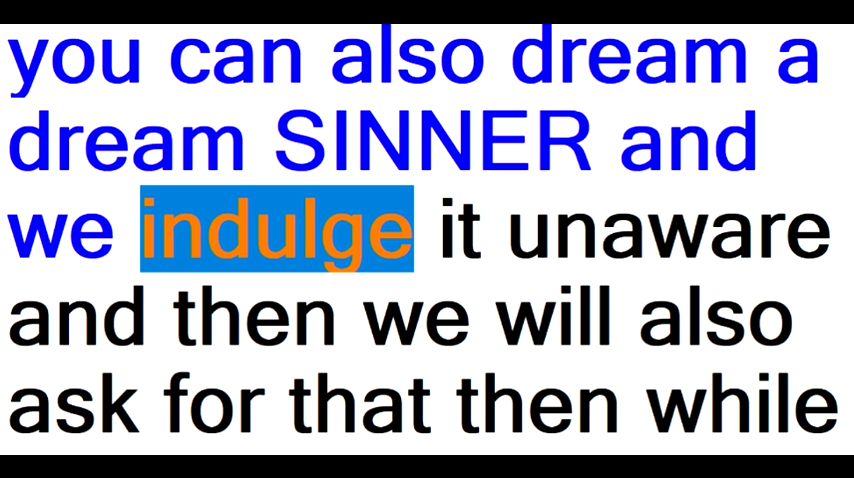 you can also dream a
dream SINNER and
we indulge it unaware
and then we will also
ask for that then while